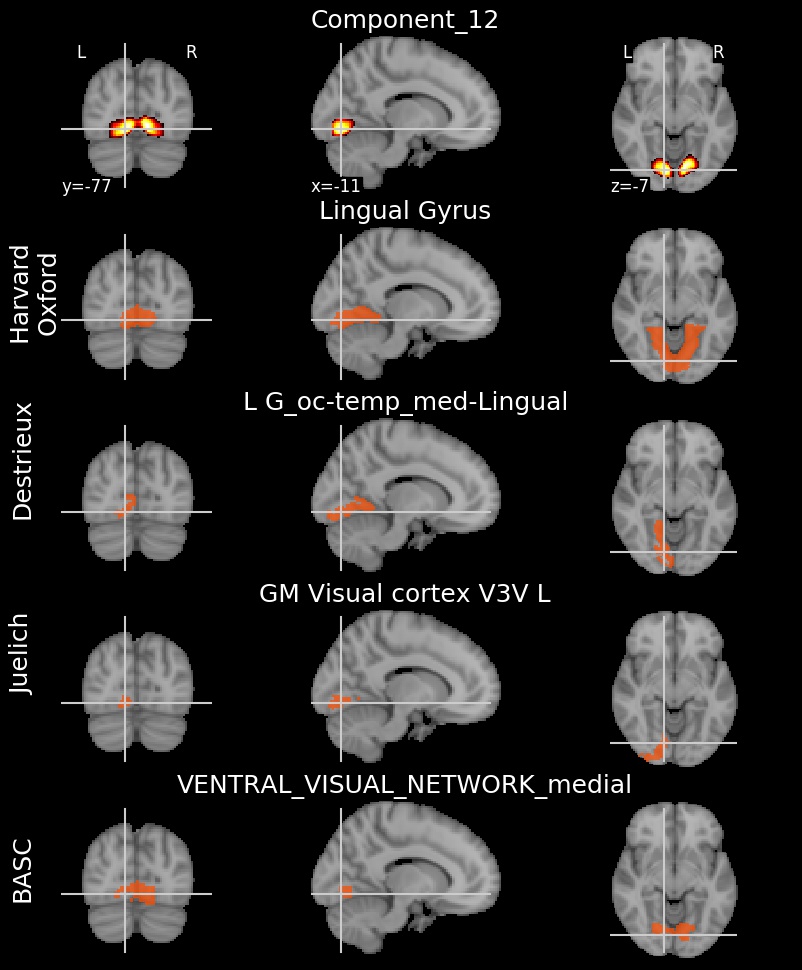 Component_12
L R
L R
y=-77
x=-11
z=-7
Lingual Gyrus
Harvard
Oxford
L G_oc-temp_med-Lingual
Destrieux
GM Visual cortex V3V L
Juelich
VENTRAL_VISUAL_NETWORK_medial
BASC